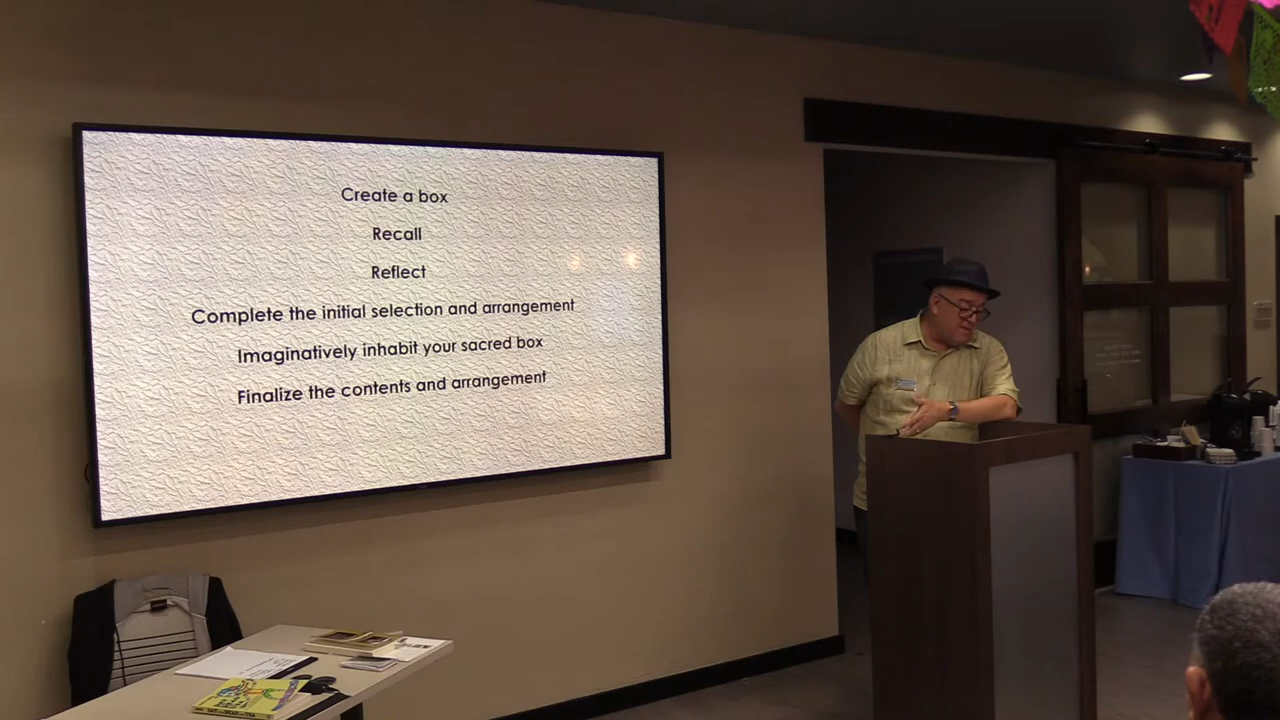 Create a box
Recall
Reflect
Complete the initial selection and arrangement
Imaginatively inhabit your sacred box
Finalize the contents and arrangement